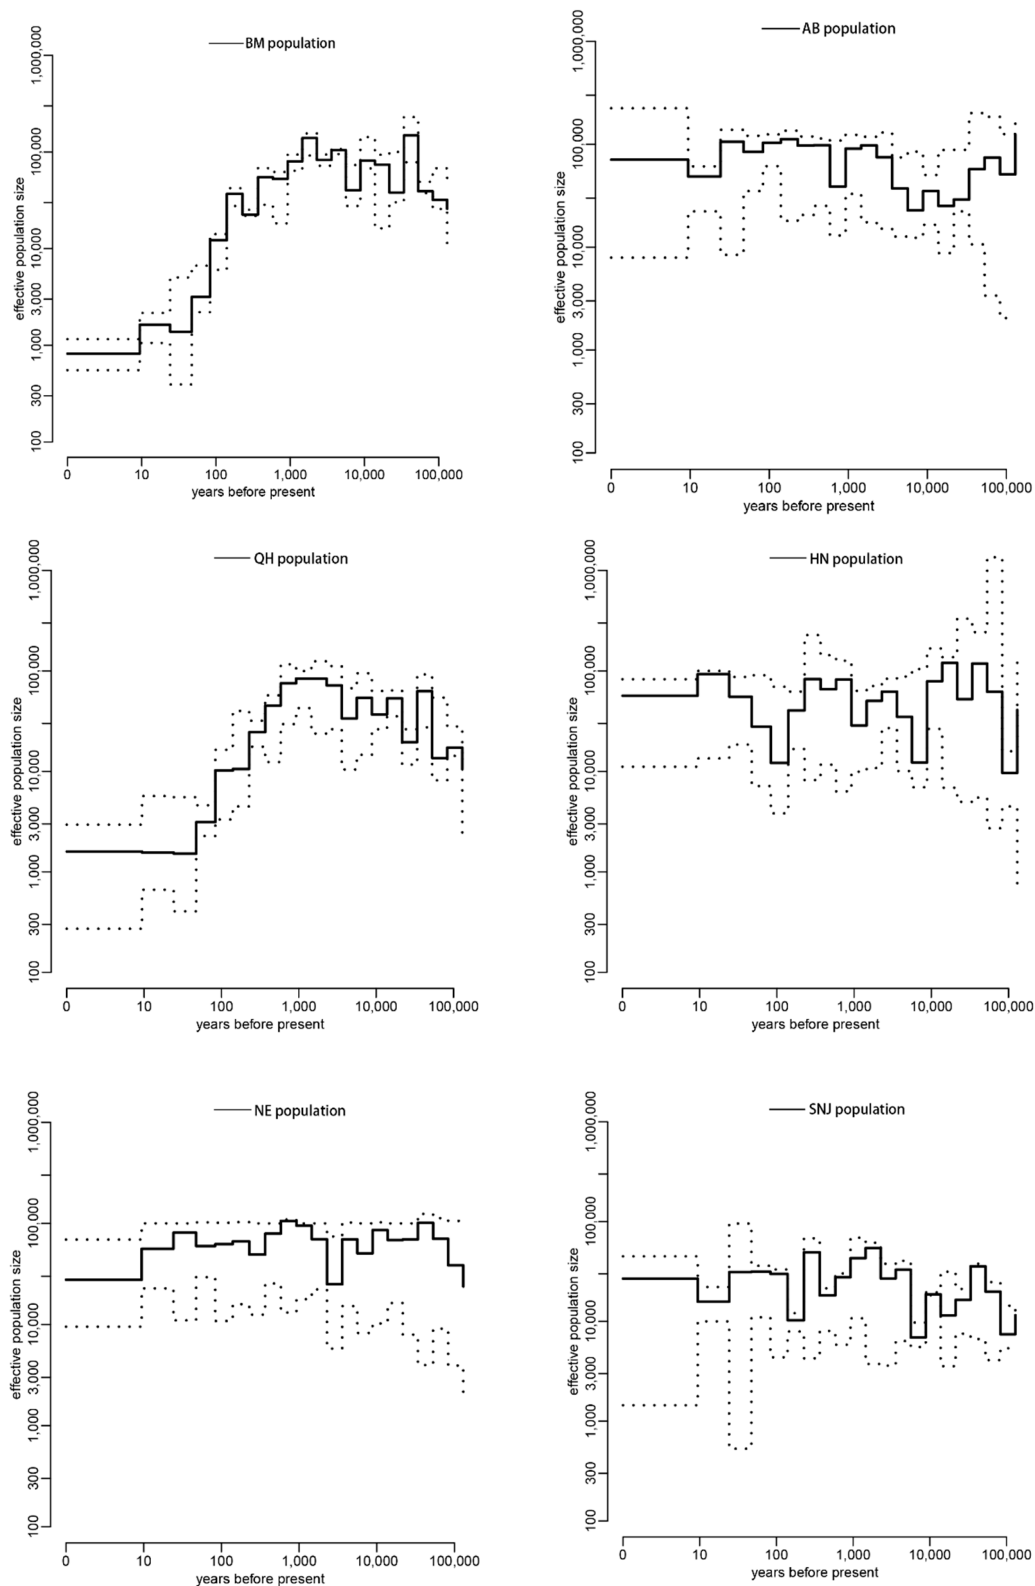 BM population
effective population size
1,000,000
100,000
10,000
3,000
1,000
300
100
0 10 100 1,000 10,000 100,000
years before present
AB population
effective population size
1,000,000
100,000
10,000
3,000
1,000
300
100
0 10 100 1,000 10,000 100,000
years before present
QH population
effective population size
1,000,000
100,000
10,000
3,000
1,000
300
100
0 10 100 1,000 10,000 100,000
years before present
HN population
effective population size
1,000,000
100,000
10,000
3,000
1,000
300
100
0 10 100 1,000 10,000 100,000
years before present
NE population
effective population size
1,000,000
100,000
10,000
3,000
1,000
300
100
0 10 100 1,000 10,000 100,000
years before present
SNJ population
effective population size
1,000,000
100,000
10,000
3,000
1,000
300
100
0 10 100 1,000 10,000 100,000
years before present